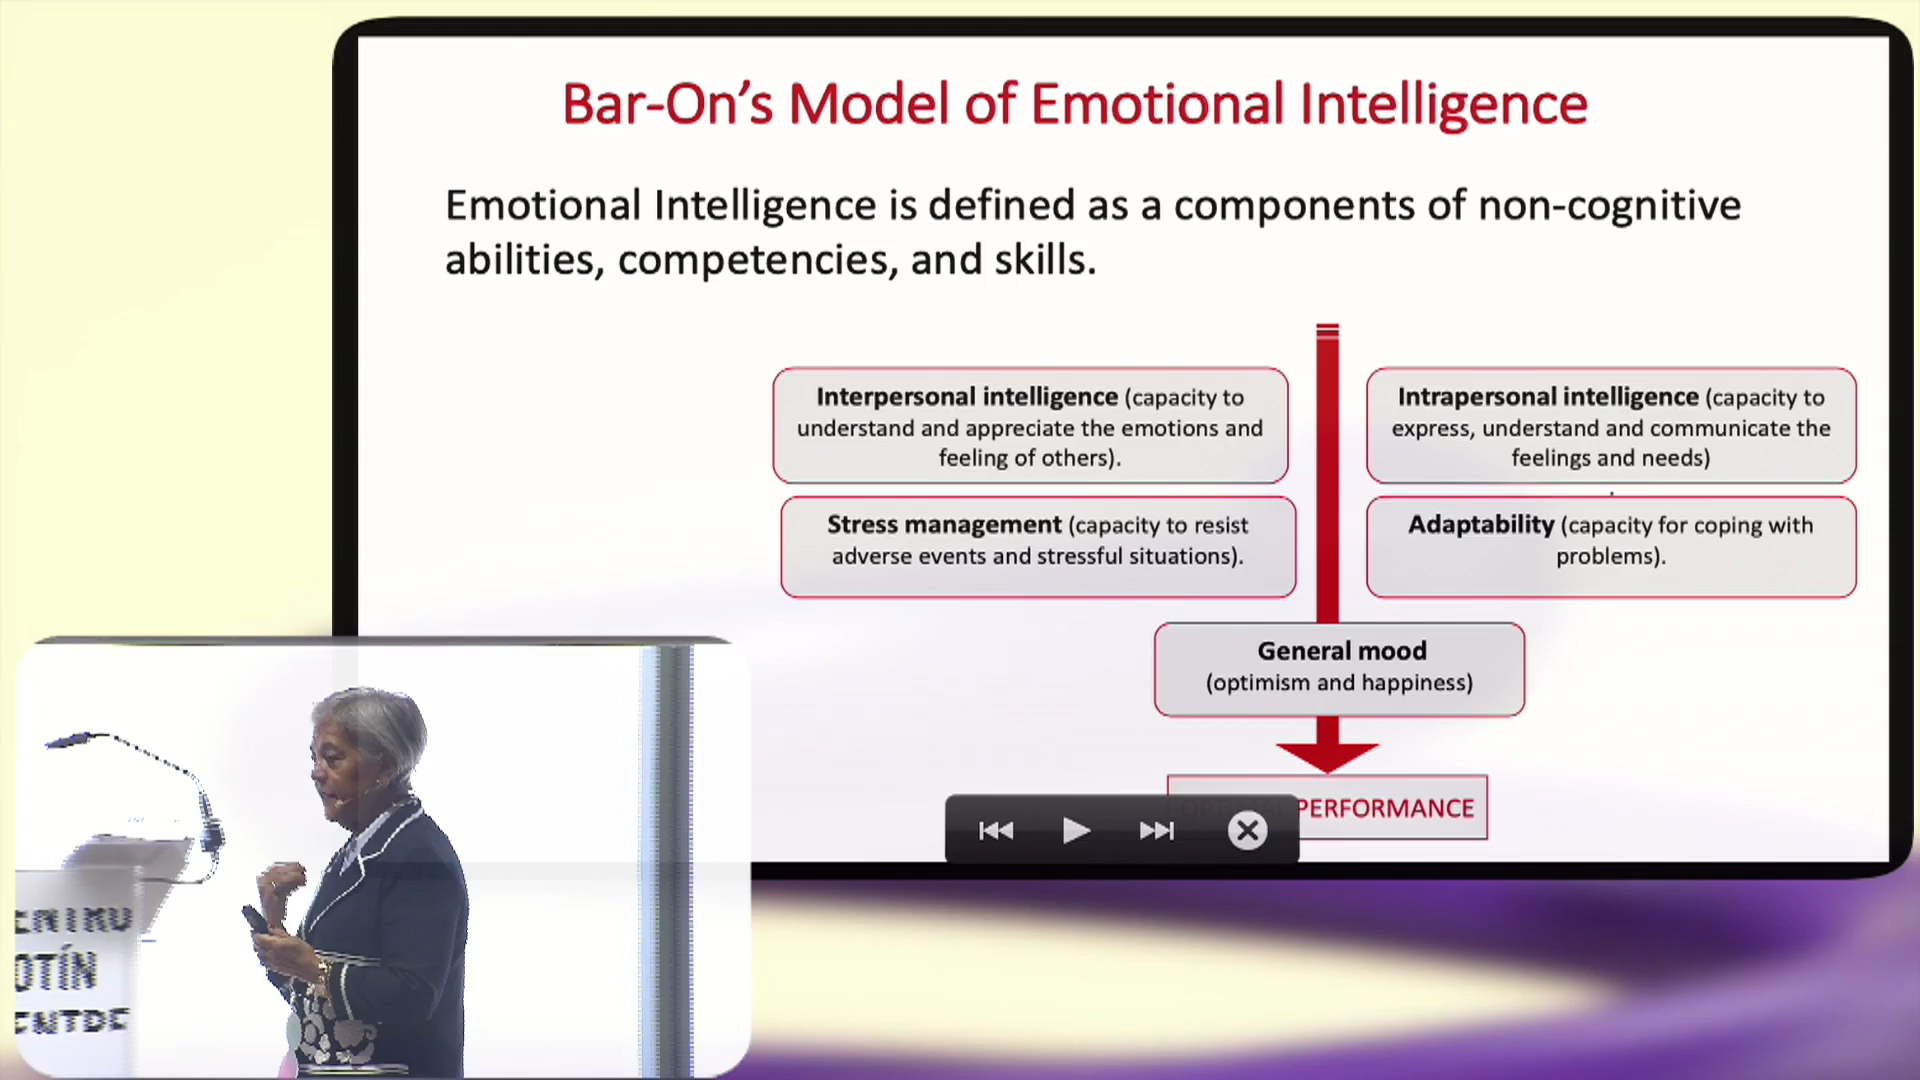 Bar-On's Model of Emotional Intelligence
Emotional Intelligence is defined as a components of non-cognitive
abilities, competencies, and skills.
Interpersonal intelligence (capacity to
understand and appreciate the emotions and
feeling of others).
Intrapersonal intelligence (capacity to
express, understand and communicate the
feelings and needs)
.
Stress management (capacity to resist
adverse events and stressful situations).
Adaptability (capacity for coping with
problems).
General mood
(optimism and happiness)
PERFORMANCE
OTÍN